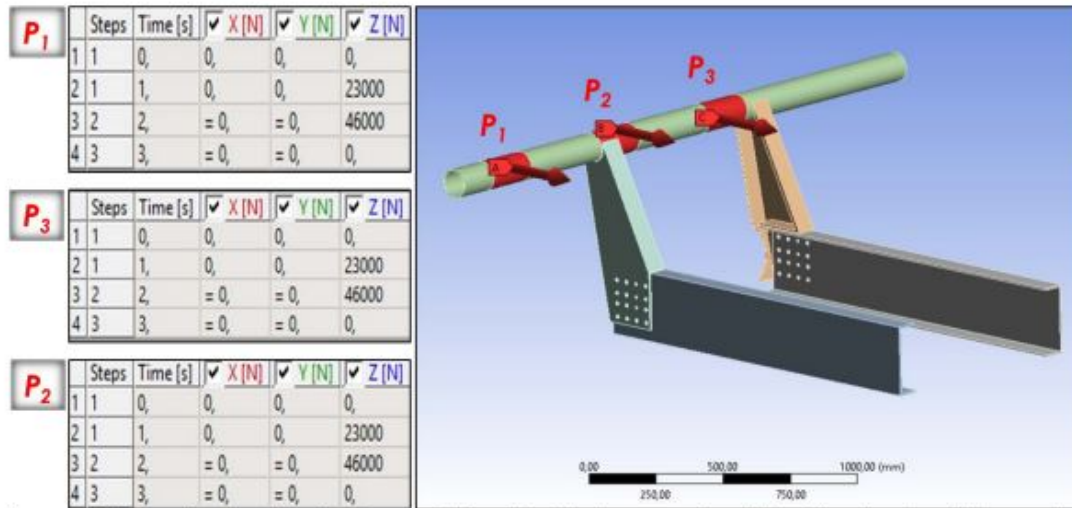 P1
Steps Time [s] X [N] Y [N] Z [N]
1 1 0, 0, 0, 0,
2 1 1, 0, 0, 23000
3 2 2, = 0, = 0, 46000
4 3 3, = 0, = 0, 0,
P3
Steps Time [s] X [N] Y [N] Z [N]
1 1 0, 0, 0, 0,
2 1 1, 0, 0, 23000
3 2 2, = 0, = 0, 46000
4 3 3, = 0, = 0, 0,
P2
Steps Time [s] X [N] Y [N] Z [N]
1 1 0, 0, 0, 0,
2 1 1, 0, 0, 23000
3 2 2, = 0, = 0, 46000
4 3 3, = 0, = 0, 0,
P3
P2
P1
C
B
A
0,00 500,00 1000,00 (mm)
250,00 750,00